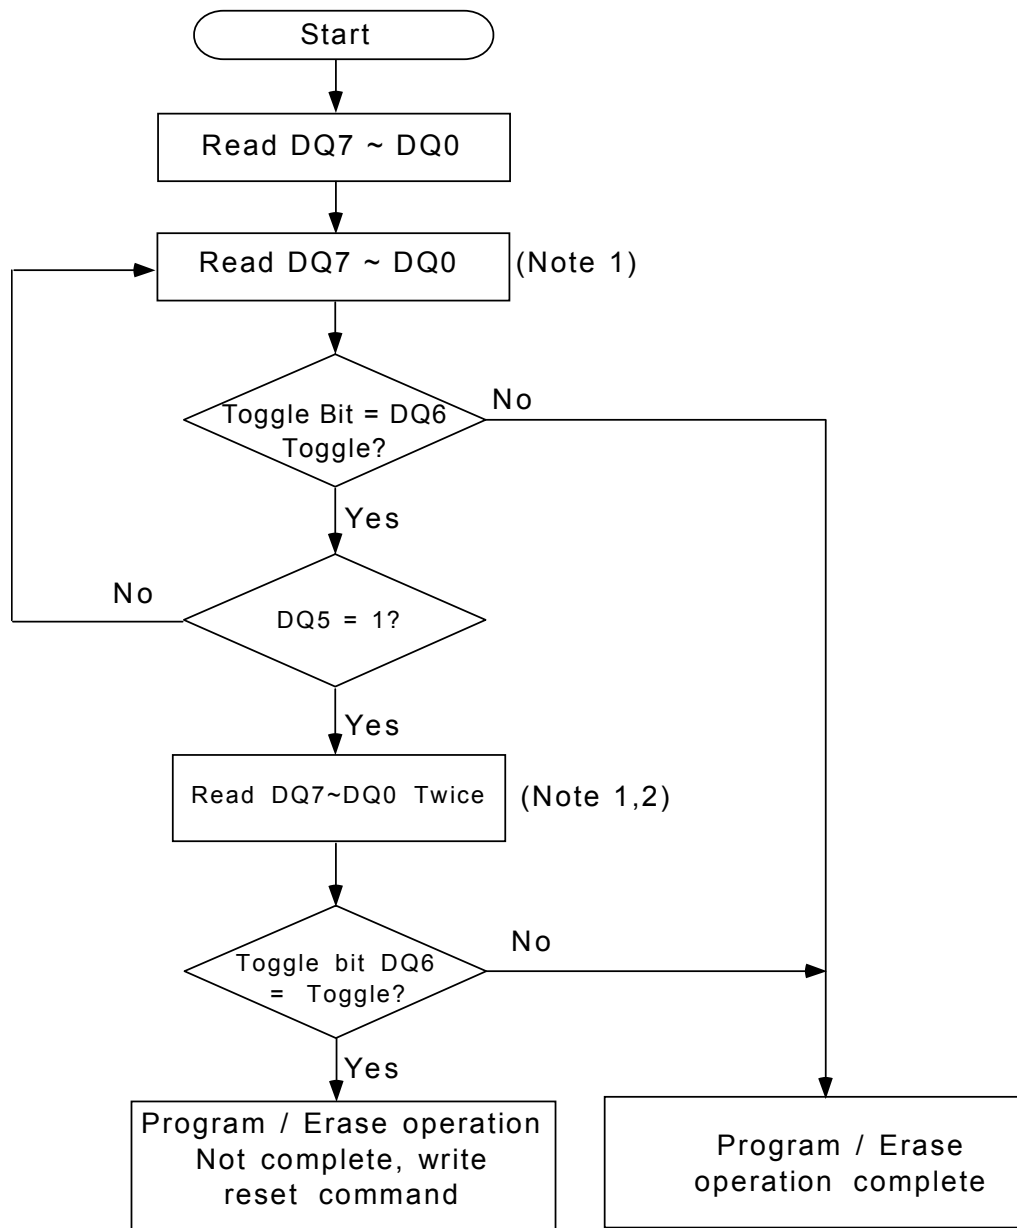 Start
Read DQ7 ~ DQ0
Read DQ7 ~ DQ0
(Note 1)
Toggle Bit = DQ6
Toggle?
No
Yes
No
DQ5 = 1?
Yes
Read DQ7~DQ0 Twice
(Note 1,2)
Toggle bit DQ6
= Toggle?
No
Yes
Program / Erase operation
Not complete, write
reset command
Program / Erase
operation complete